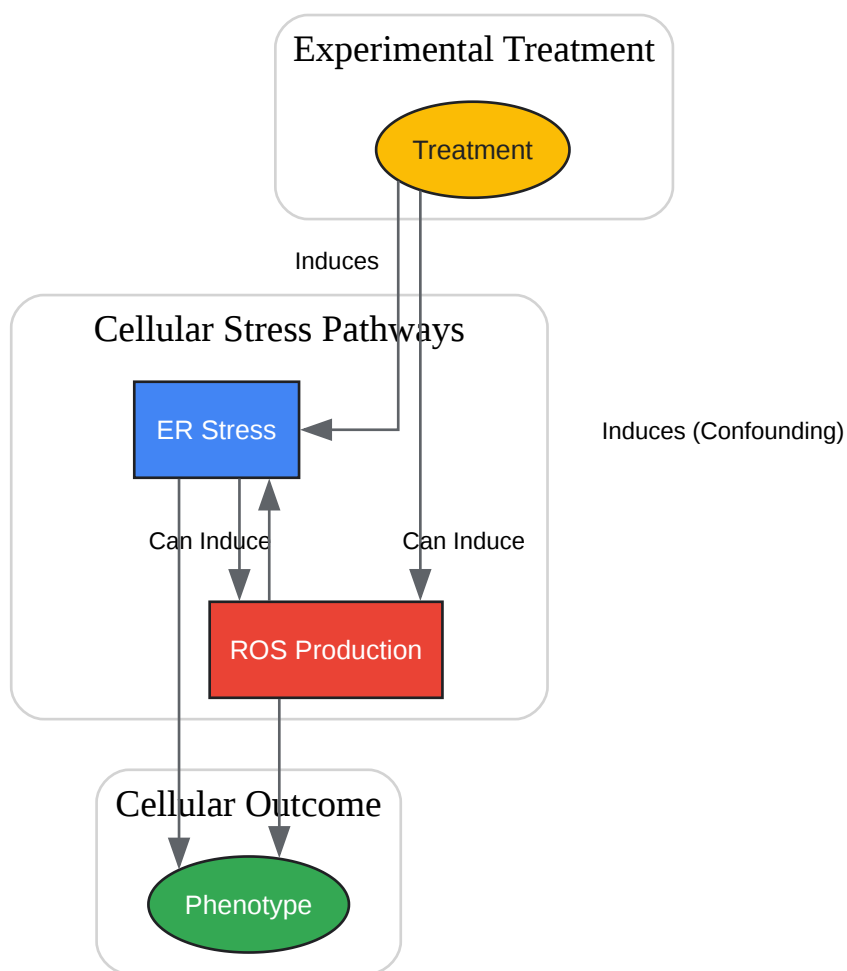 Experimental Treatment
Treatment
Induces
Cellular Stress Pathways
ER Stress
Induces (Confounding)
Can Induce
Can Induce
ROS Production
Cellular Outcome
Phenotype